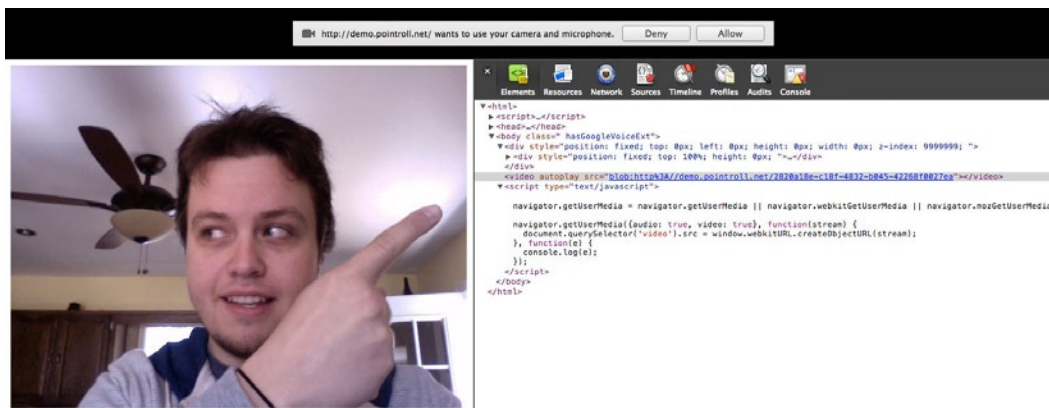 http://demo.pointroll.net/ wants to use your camera and microphone. Deny Allow
× Elements Resources Network Sources Timeline Profiles Audits Console
▼<html>
▶<script>…</script>
▶<head>…</head>
▼<body class=" hasGoogleVoiceExt">
▼<div style="position: fixed; top: 0px; left: 0px; height: 0px; width: 0px; z-index: 9999999; ">
▶<div style="position: fixed; top: 100%; height: 0px; ">…</div>
</div>
<video autoplay src="blob:http%3A//demo.pointroll.net/2820a18e-c18f-4832-b045-42268f0027ea"></video>
▼<script type="text/javascript">
navigator.getUserMedia = navigator.getUserMedia || navigator.webkitGetUserMedia || navigator.mozGetUserMedia
navigator.getUserMedia({audio: true, video: true}, function(stream) {
document.querySelector('video').src = window.webkitURL.createObjectURL(stream);
}, function(e) {
console.log(e);
});
</script>
</body>
</html>